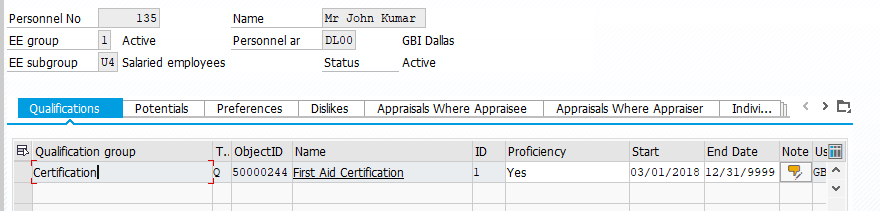 Personnel No 135 Name Mr John Kumar
EE group 1 Active Personnel ar DL00 GBI Dallas
EE subgroup U4 Salaried employees Status Active
Qualifications Potentials Preferences Dislikes Appraisals Where Appraisee Appraisals Where Appraiser Indivi...
Qualification group T.. ObjectID Name ID Proficiency Start End Date Note Us
Certification Q 50000244 First Aid Certification 1 Yes 03/01/2018 12/31/9999 GB